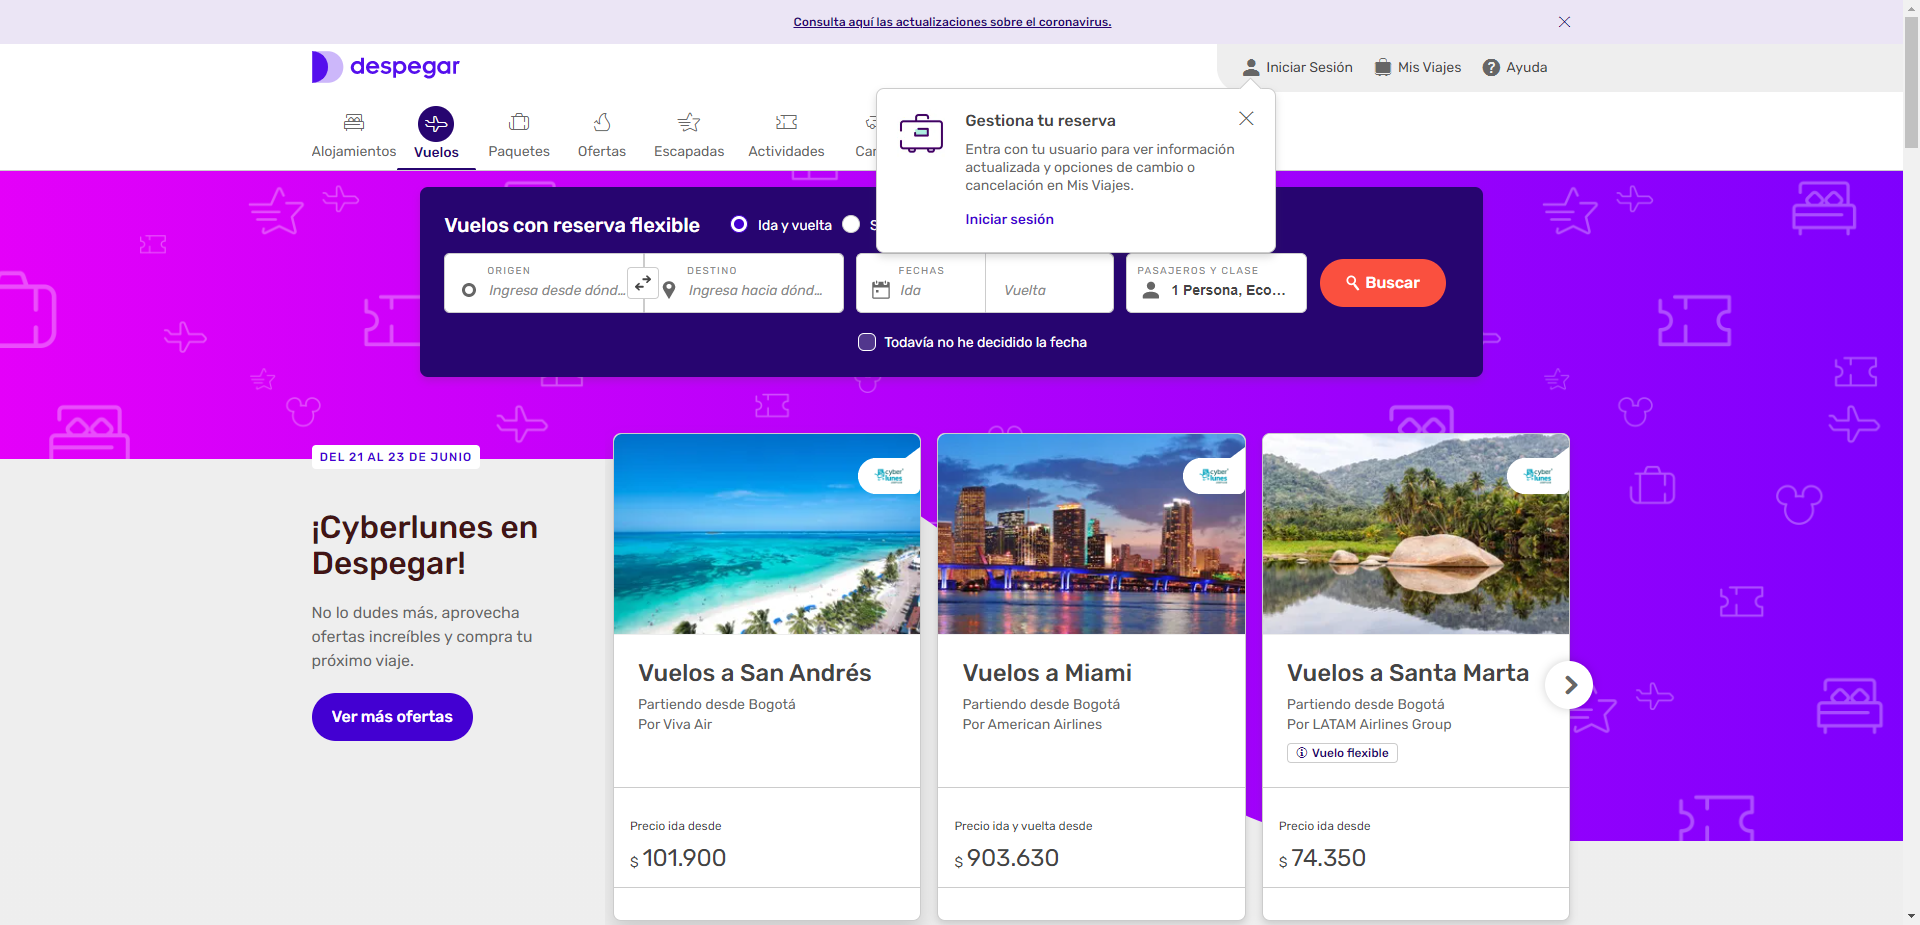 Consulta aquí las actualizaciones sobre el coronavirus.
despegar
Iniciar Sesión
Mis Viajes
Ayuda
Alojamientos
Vuelos
Paquetes
Ofertas
Escapadas
Actividades
Gestiona tu reserva
Entra con tu usuario para ver información
actualizada y opciones de cambio o
cancelación en Mis Viajes.
Iniciar sesión
Vuelos con reserva flexible
Ida y vuelta
ORIGEN
Ingresa desde dónd...
DESTINO
Ingresa hacia dónd...
FECHAS
Ida
Vuelta
PASAJEROS Y CLASE
1 Persona, Eco...
Buscar
Todavía no he decidido la fecha
DEL 21 AL 23 DE JUNIO
¡Cyberlunes en
Despegar!
No lo dudes más, aprovecha
ofertas increíbles y compra tu
próximo viaje.
Ver más ofertas
cyber
lunes
Vuelos a San Andrés
Partiendo desde Bogotá
Por Viva Air
Precio ida desde
$ 101.900
cyber
lunes
Vuelos a Miami
Partiendo desde Bogotá
Por American Airlines
Precio ida y vuelta desde
$ 903.630
cyber
lunes
Vuelos a Santa Marta
Partiendo desde Bogotá
Por LATAM Airlines Group
Vuelo flexible
Precio ida desde
$ 74.350